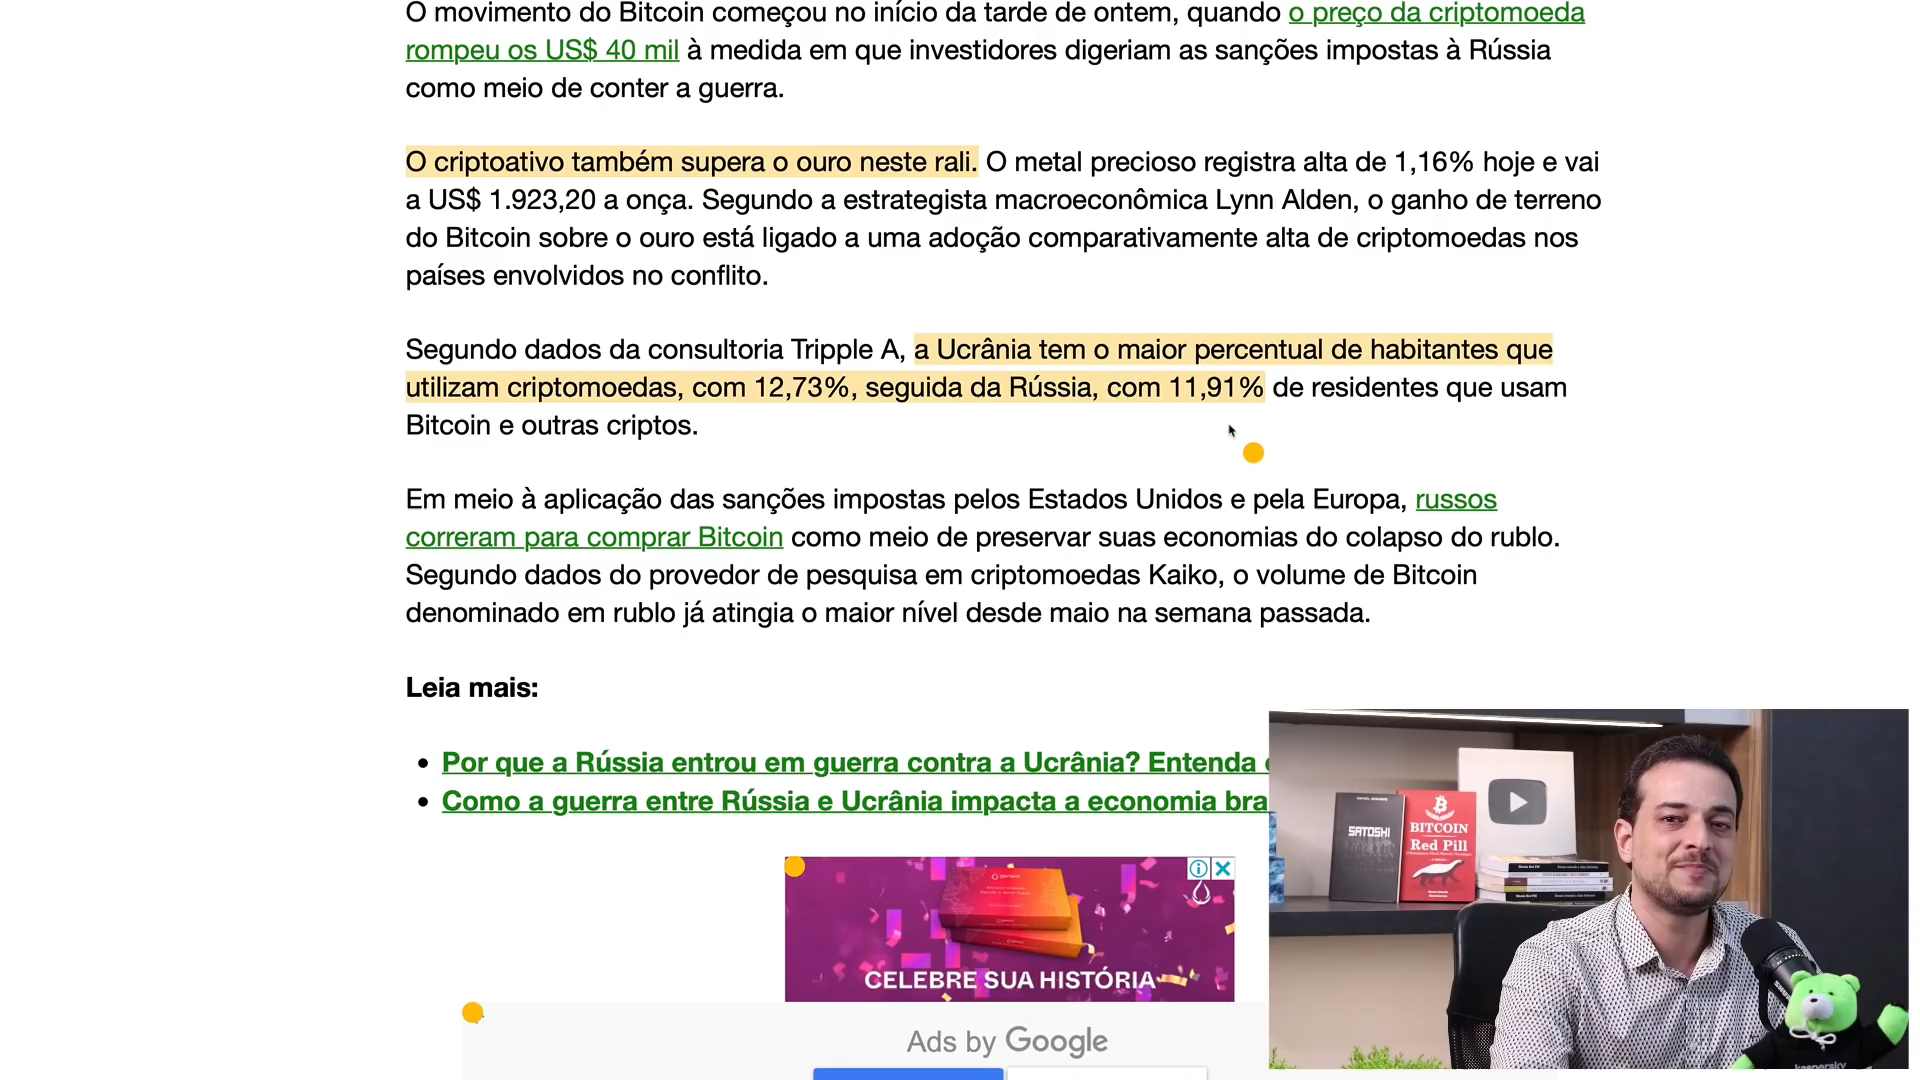 O movimento do Bitcoin começou no início da tarde de ontem, quando o preço da criptomoeda
rompeu os US$ 40 mil à medida em que investidores digeriam as sanções impostas à Rússia
como meio de conter a guerra.
O criptoativo também supera o ouro neste rali. O metal precioso registra alta de 1,16% hoje e vai
a US$ 1.923,20 a onça. Segundo a estrategista macroeconômica Lynn Alden, o ganho de terreno
do Bitcoin sobre o ouro está ligado a uma adoção comparativamente alta de criptomoedas nos
países envolvidos no conflito.
Segundo dados da consultoria Tripple A, a Ucrânia tem o maior percentual de habitantes que
utilizam criptomoedas, com 12,73%, seguida da Rússia, com 11,91% de residentes que usam
Bitcoin e outras criptos.
Em meio à aplicação das sanções impostas pelos Estados Unidos e pela Europa, russos
correram para comprar Bitcoin como meio de preservar suas economias do colapso do rublo.
Segundo dados do provedor de pesquisa em criptomoedas Kaiko, o volume de Bitcoin
denominado em rublo já atingia o maior nível desde maio na semana passada.
Leia mais:
Por que a Rússia entrou em guerra contra a Ucrânia? Entenda
Como a guerra entre Rússia e Ucrânia impacta a economia bra
genera
CELEBRE SUA HISTÓRIA
Ads by Google
SATOSHI
BITCOIN
Red Pill
kaspersky